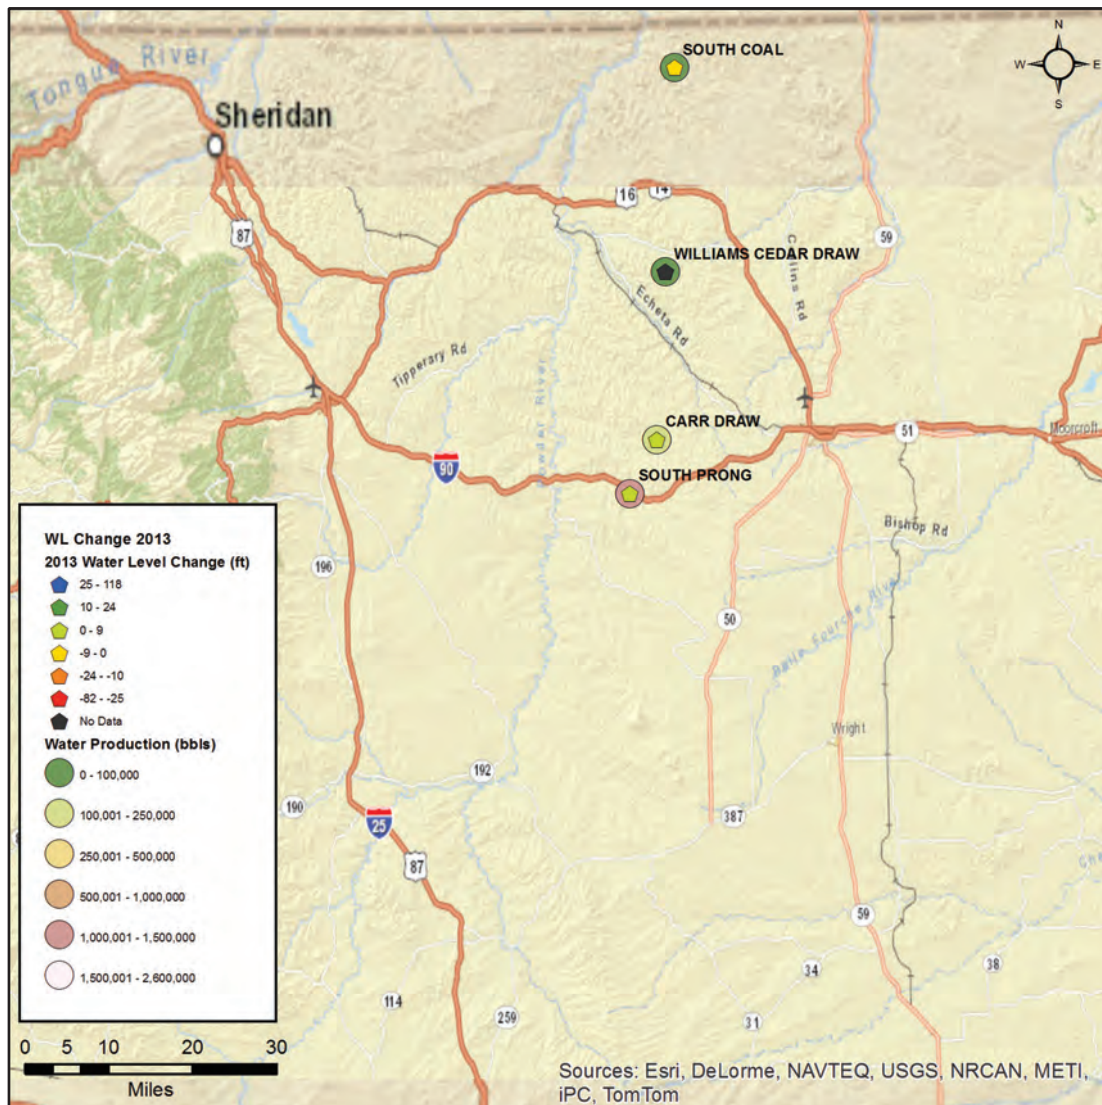 N
W
E
S
SOUTH COAL
Tongue River
Sheridan
16
14
87
59
WILLIAMS CEDAR DRAW
Collins Rd
Echeta Rd
Tipperary Rd
Powder River
CARR DRAW
51
Moorcroft
90
SOUTH PRONG
Bishop Rd
196
50
Belle Fourche River
Wright
192
190
387
25
87
59
34
38
114
259
31
WL Change 2013
2013 Water Level Change (ft)
25 - 118
10 - 24
0 - 9
-9 - 0
-24 - -10
-82 - -25
No Data
Water Production (bbls)
0 - 100,000
100,001 - 250,000
250,001 - 500,000
500,001 - 1,000,000
1,000,001 - 1,500,000
1,500,001 - 2,600,000
0 5 10 20 30
Miles
Sources: Esri, DeLorme, NAVTEQ, USGS, NRCAN, METI,
iPC, TomTom